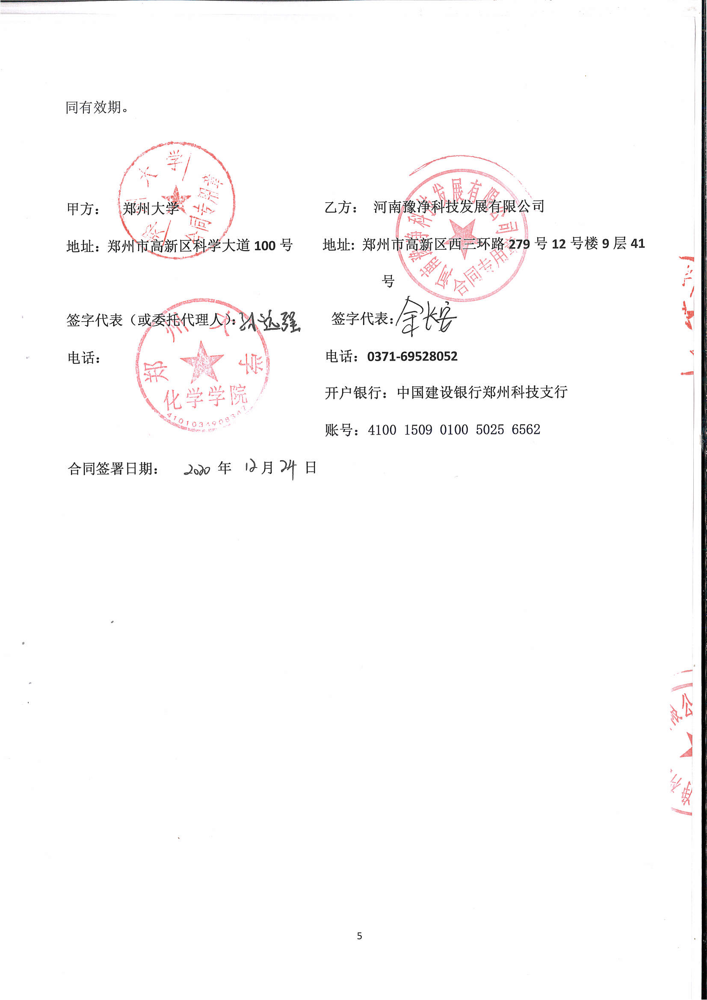 同有效期。
甲方： 郑州大学
乙方： 河南豫净科技发展有限公司
地址：郑州市高新区科学大道 100 号
地址: 郑州市高新区西三环路 279 号 12 号楼 9 层 41
号
签字代表（或委托代理人）：
签字代表: 余长安
电话：
电话：0371-69528052
开户银行：中国建设银行郑州科技支行
账号：4100 1509 0100 5025 6562
合同签署日期： 2020 年 12 月 24 日
郑州大学
合同专用章
河南豫净科技发展有限公司
合同专用章
郑州大学
化学学院
5